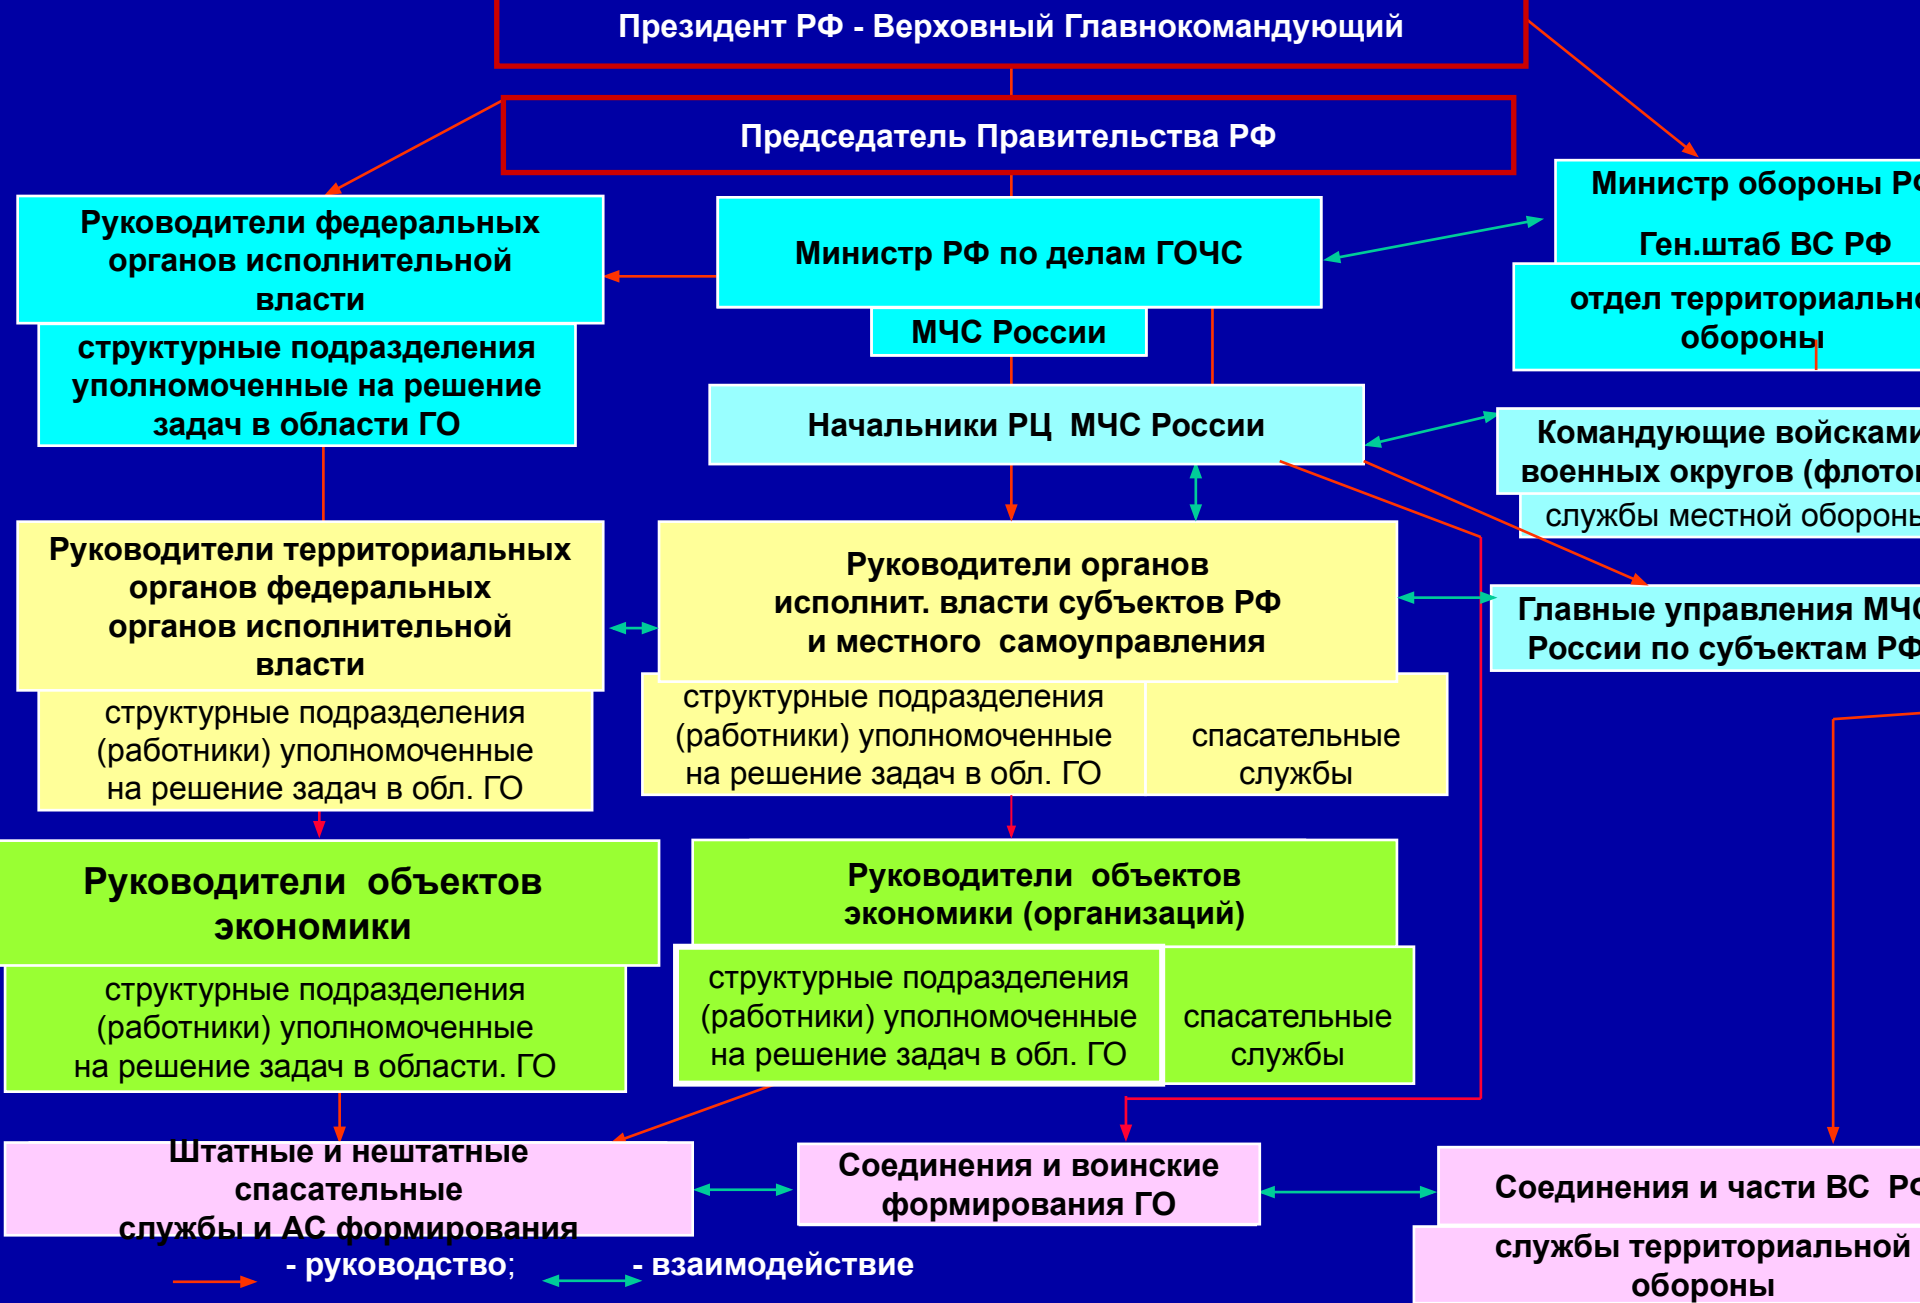 Президент РФ - Верховный Главнокомандующий
Председатель Правительства РФ
Руководители федеральных
органов исполнительной
власти
структурные подразделения
уполномоченные на решение
задач в области ГО
Министр РФ по делам ГОЧС
МЧС России
Министр обороны РФ
Ген.штаб ВС РФ
отдел территориально
обороны
Начальники РЦ МЧС России
Командующие войсками
военных округов (флотов
службы местной обороны
Руководители территориальных
органов федеральных
органов исполнительной
власти
структурные подразделения
(работники) уполномоченные
на решение задач в обл. ГО
Руководители органов
исполнит. власти субъектов РФ
и местного самоуправления
структурные подразделения
(работники) уполномоченные
на решение задач в обл. ГО
спасательные
службы
Главные управления МЧС
России по субъектам РФ
Руководители объектов
экономики
структурные подразделения
(работники) уполномоченные
на решение задач в области. ГО
Руководители объектов
экономики (организаций)
структурные подразделения
(работники) уполномоченные
на решение задач в обл. ГО
спасательные
службы
Штатные и нештатные
спасательные
службы и АС формирования
Соединения и воинские
формирования ГО
Соединения и части ВС РФ
службы территориальной
обороны
- руководство;
- взаимодействие